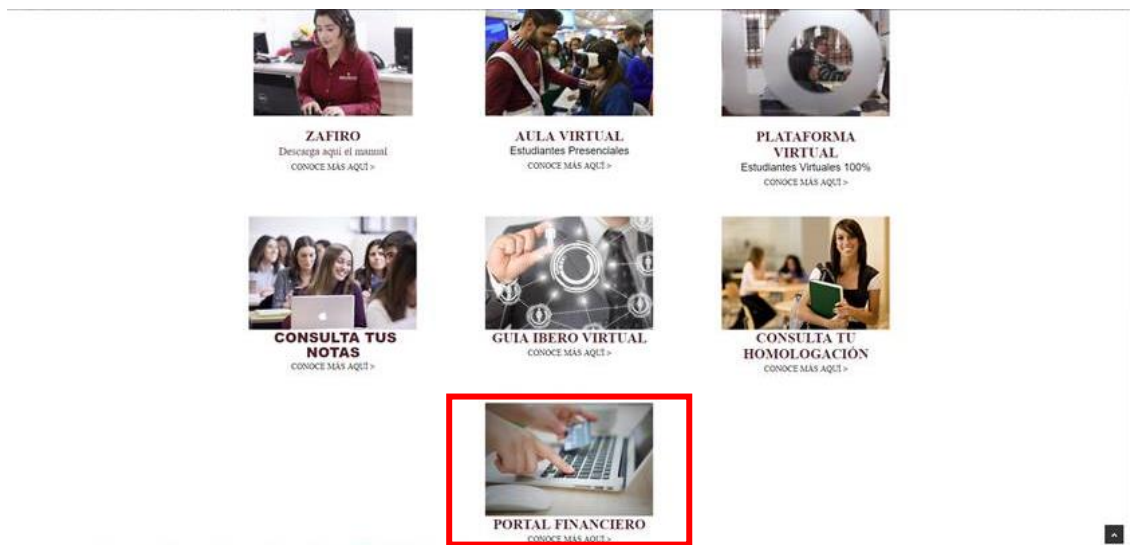 ZAFIRO
Descarga aquí el manual
CONOCE MÁS AQUÍ >
AULA VIRTUAL
Estudiantes Presenciales
CONOCE MÁS AQUÍ >
PLATAFORMA
VIRTUAL
Estudiantes Virtuales 100%
CONOCE MÁS AQUÍ >
CONSULTA TUS
NOTAS
CONOCE MÁS AQUÍ >
GUIA IBERO VIRTUAL
CONOCE MÁS AQUÍ >
CONSULTA TU
HOMOLOGACIÓN
CONOCE MÁS AQUÍ >
PORTAL FINANCIERO
CONOCE MÁS AQUÍ >